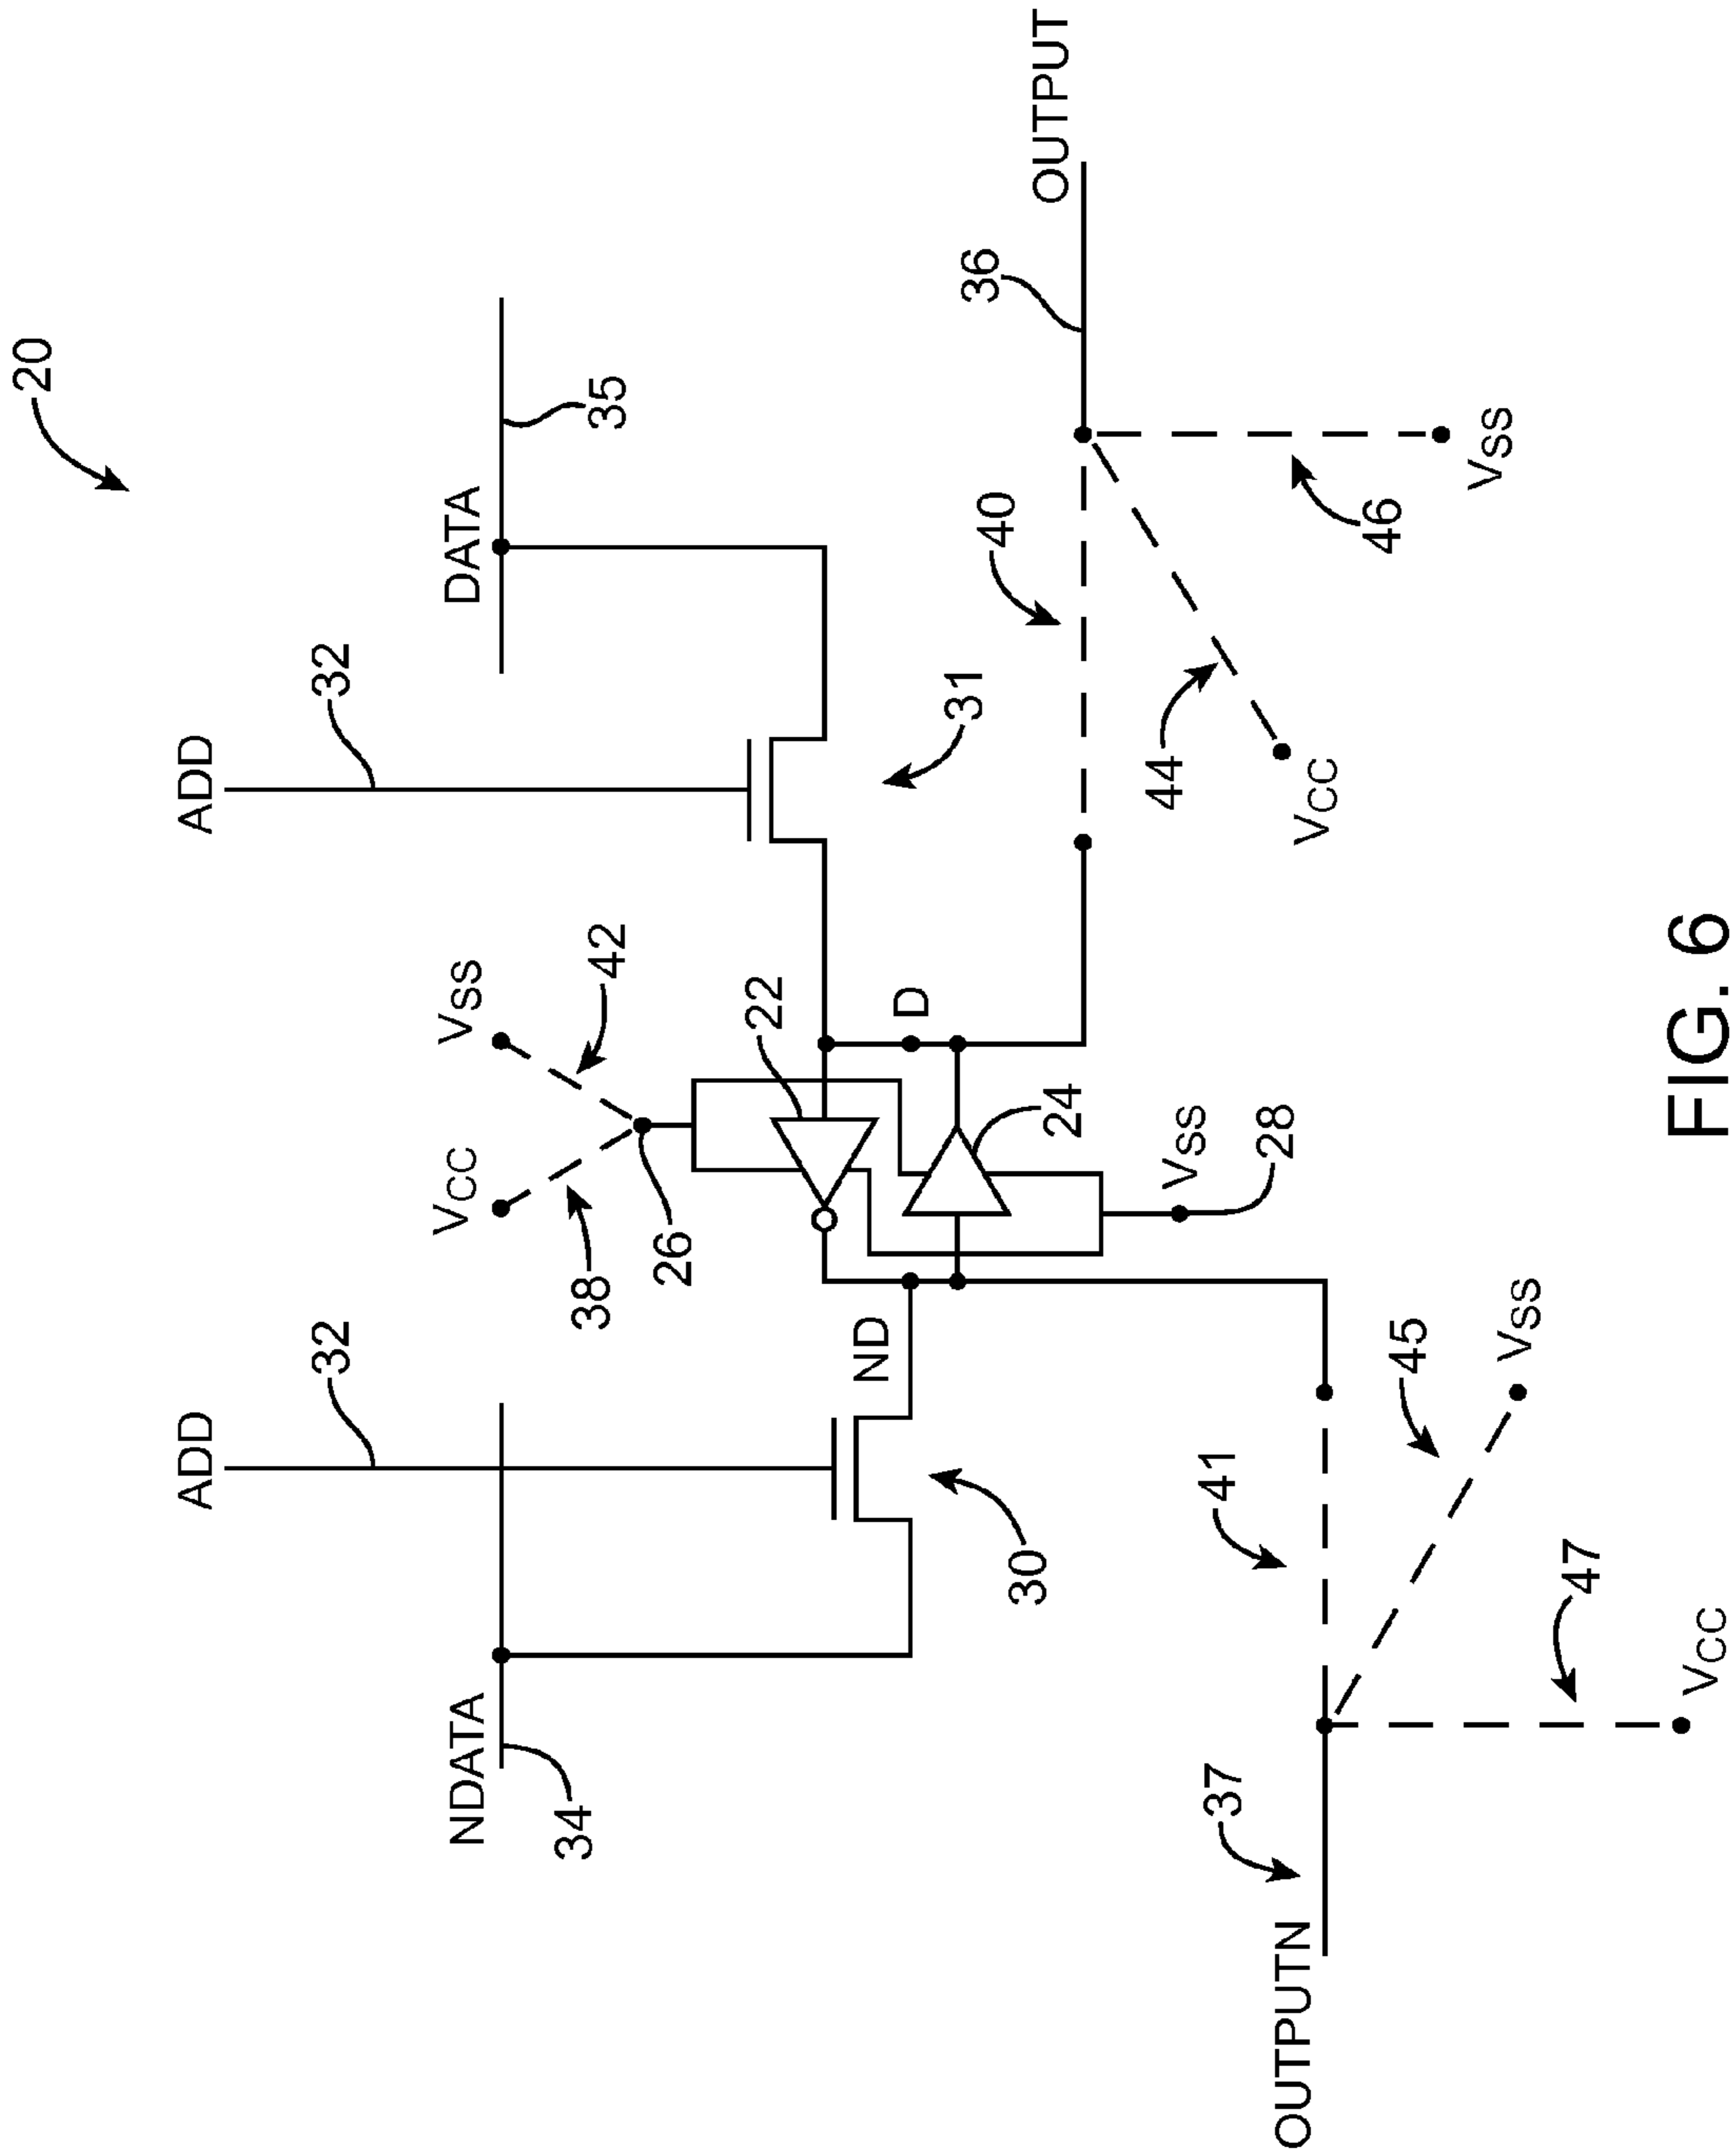 20
ADD
ADD
32
32
NDATA
VCC
VSS
DATA
34
38
42
35
26
22
ND
D
31
36
30
24
40
OUTPUT
37
41
VSS
44
OUTPUTN
28
VCC
45
46
VSS
VSS
47
VCC
FIG. 6